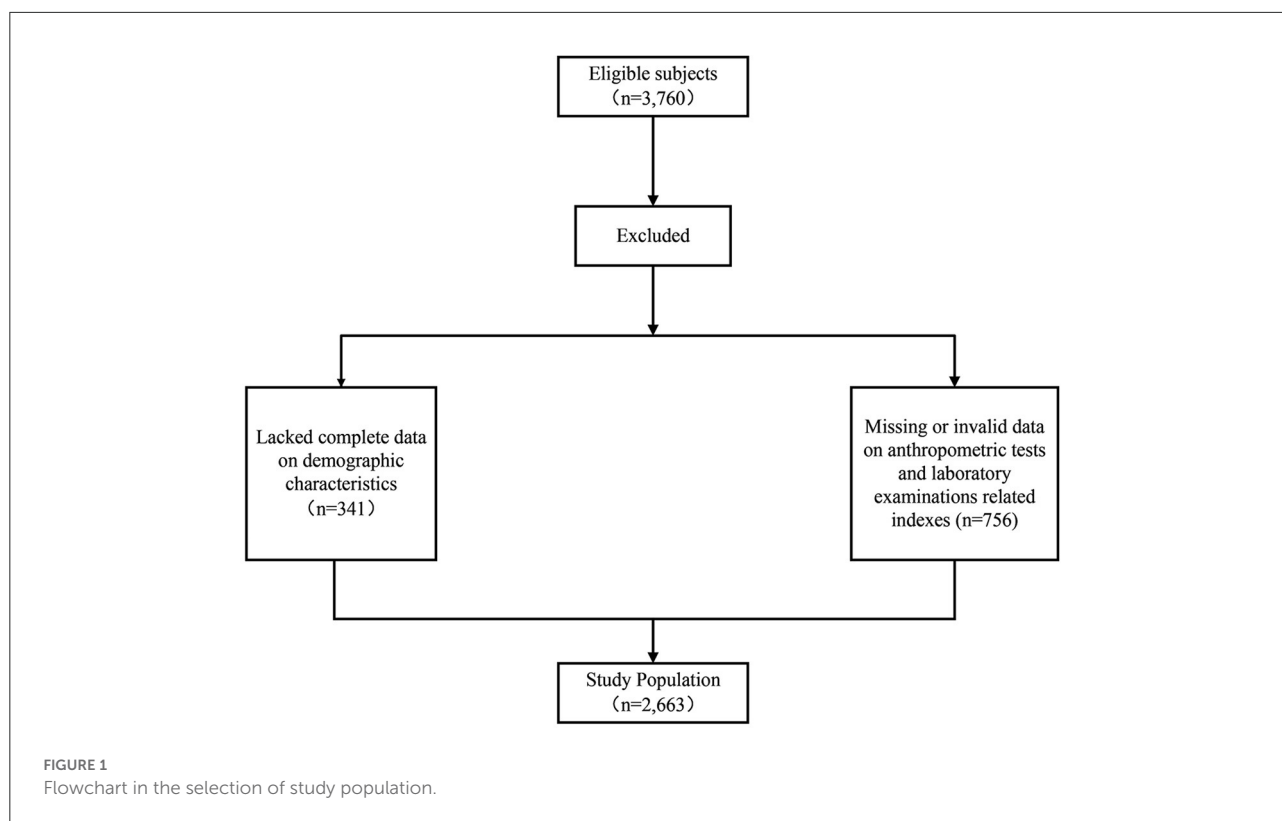 Eligible subjects
（n=3,760）
Excluded
Lacked complete data
on demographic
characteristics
（n=341）
Missing or invalid data
on anthropometric tests
and laboratory
examinations related
indexes (n=756)
Study Population
（n=2,663）
FIGURE 1
Flowchart in the selection of study population.